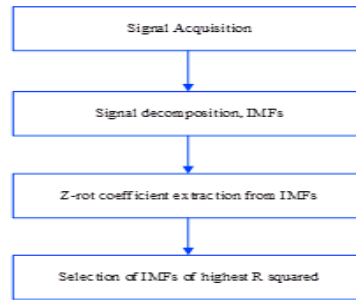 Signal Acquisition
Signal decomposition, IMFs
Z-rot coefficient extraction from IMFs
Selection of IMFs of highest R squared